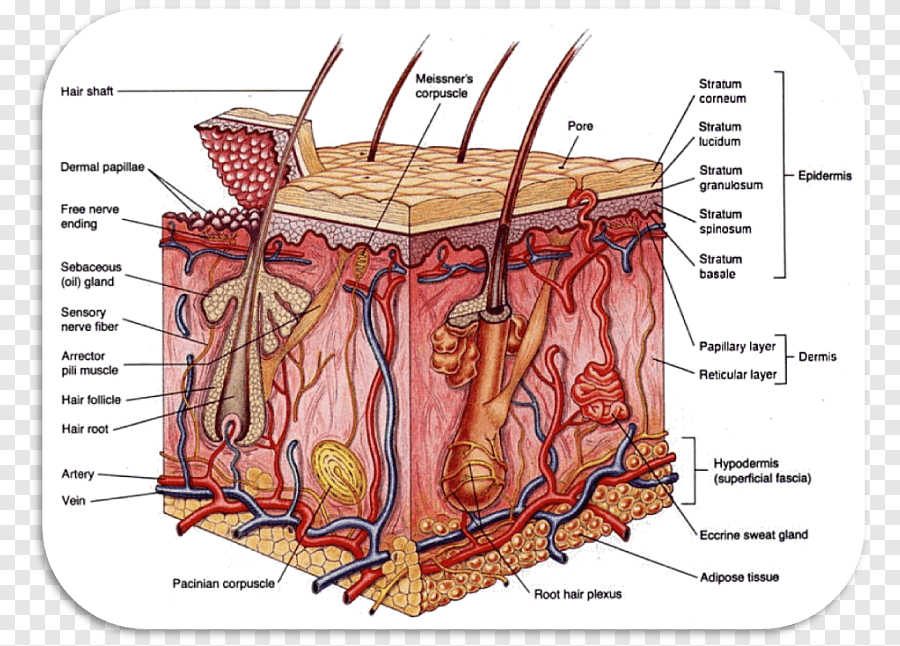 Hair shaft
Dermal papillae
Free nerve
ending
Sebaceous
(oil) gland
Sensory
nerve fiber
Arrector
pili muscle
Hair follicle
Hair root
Artery
Vein
Pacinian corpuscle
Meissner's
corpuscle
Pore
Stratum
corneum
Stratum
lucidum
Stratum
granulosum
Stratum
spinosum
Stratum
basale
Epidermis
Papillary layer
Reticular layer
Dermis
Hypodermis
(superficial fascia)
Eccrine sweat gland
Adipose tissue
Root hair plexus